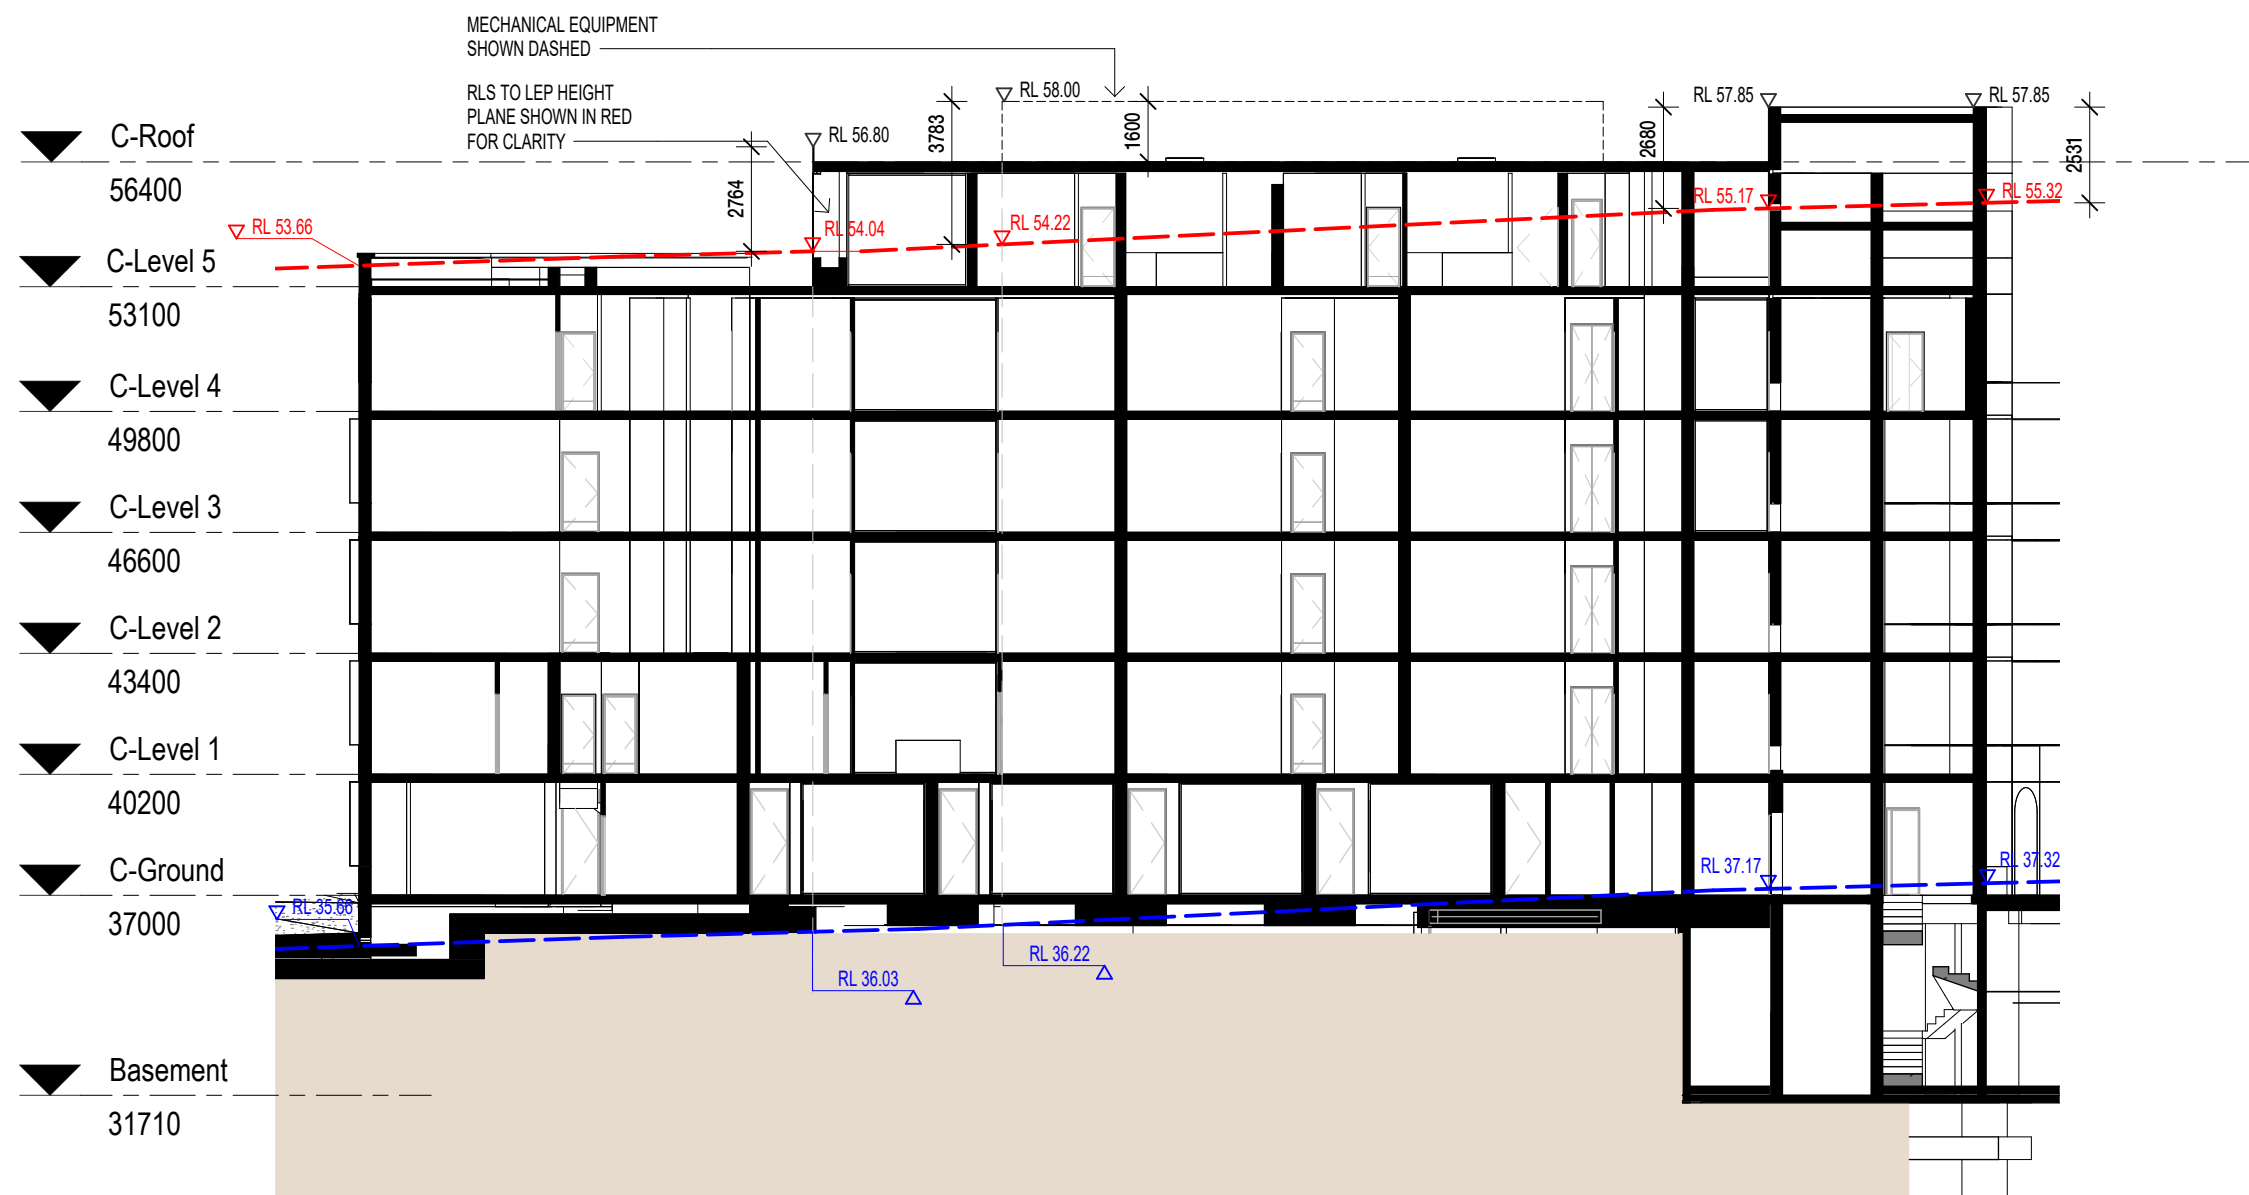 MECHANICAL EQUIPMENT
SHOWN DASHED
RLS TO LEP HEIGHT
PLANE SHOWN IN RED
FOR CLARITY
RL 58.00
RL 57.85
RL 57.85
RL 56.80
3783
1600
2680
2531
2764
C-Roof
56400
RL 53.66
RL 54.04
RL 54.22
RL 55.17
RL 55.32
C-Level 5
53100
C-Level 4
49800
C-Level 3
46600
C-Level 2
43400
C-Level 1
40200
C-Ground
37000
RL 35.66
RL 36.03
RL 36.22
RL 37.17
RL 37.32
Basement
31710